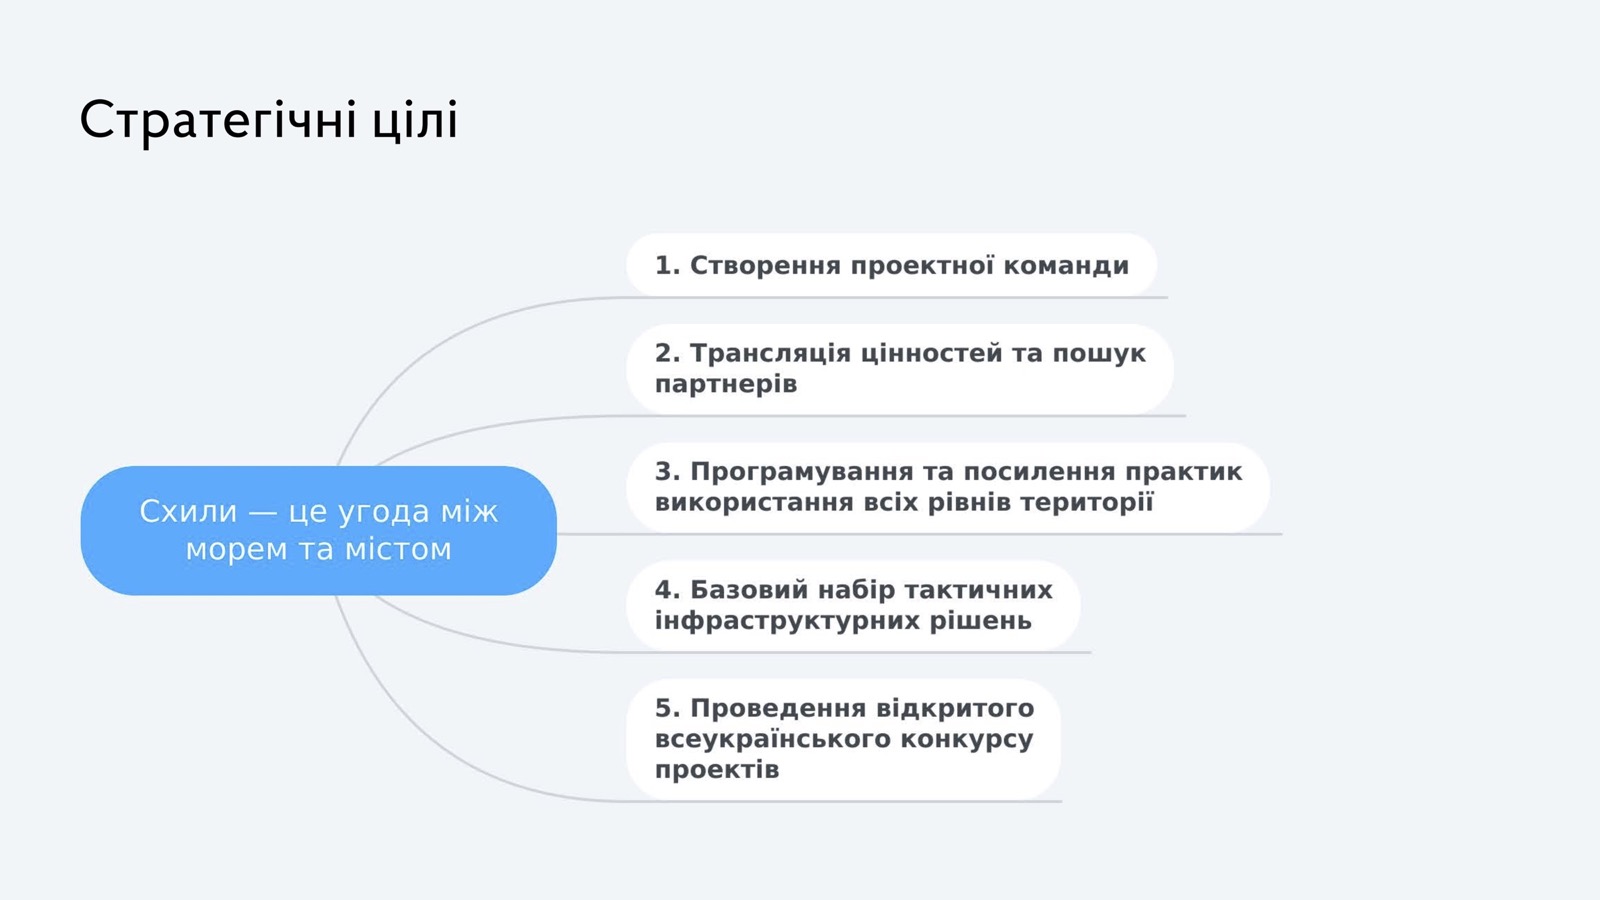 Стратегічні цілі
1. Створення проектної команди
2. Трансляція цінностей та пошук
партнерів
3. Програмування та посилення практик
використання всіх рівнів території
Схили — це угода між
морем та містом
4. Базовий набір тактичних
інфраструктурних рішень
5. Проведення відкритого
всеукраїнського конкурсу
проектів